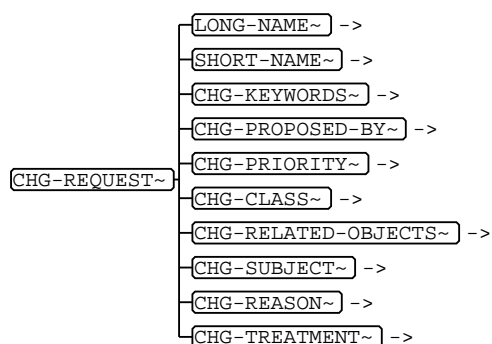 LONG-NAME~ ->
SHORT-NAME~ ->
CHG-KEYWORDS~ ->
CHG-PROPOSED-BY~ ->
CHG-PRIORITY~ ->
CHG-REQUEST~
CHG-CLASS~ ->
CHG-RELATED-OBJECTS~ ->
CHG-SUBJECT~ ->
CHG-REASON~ ->
CHG-TREATMENT~ ->